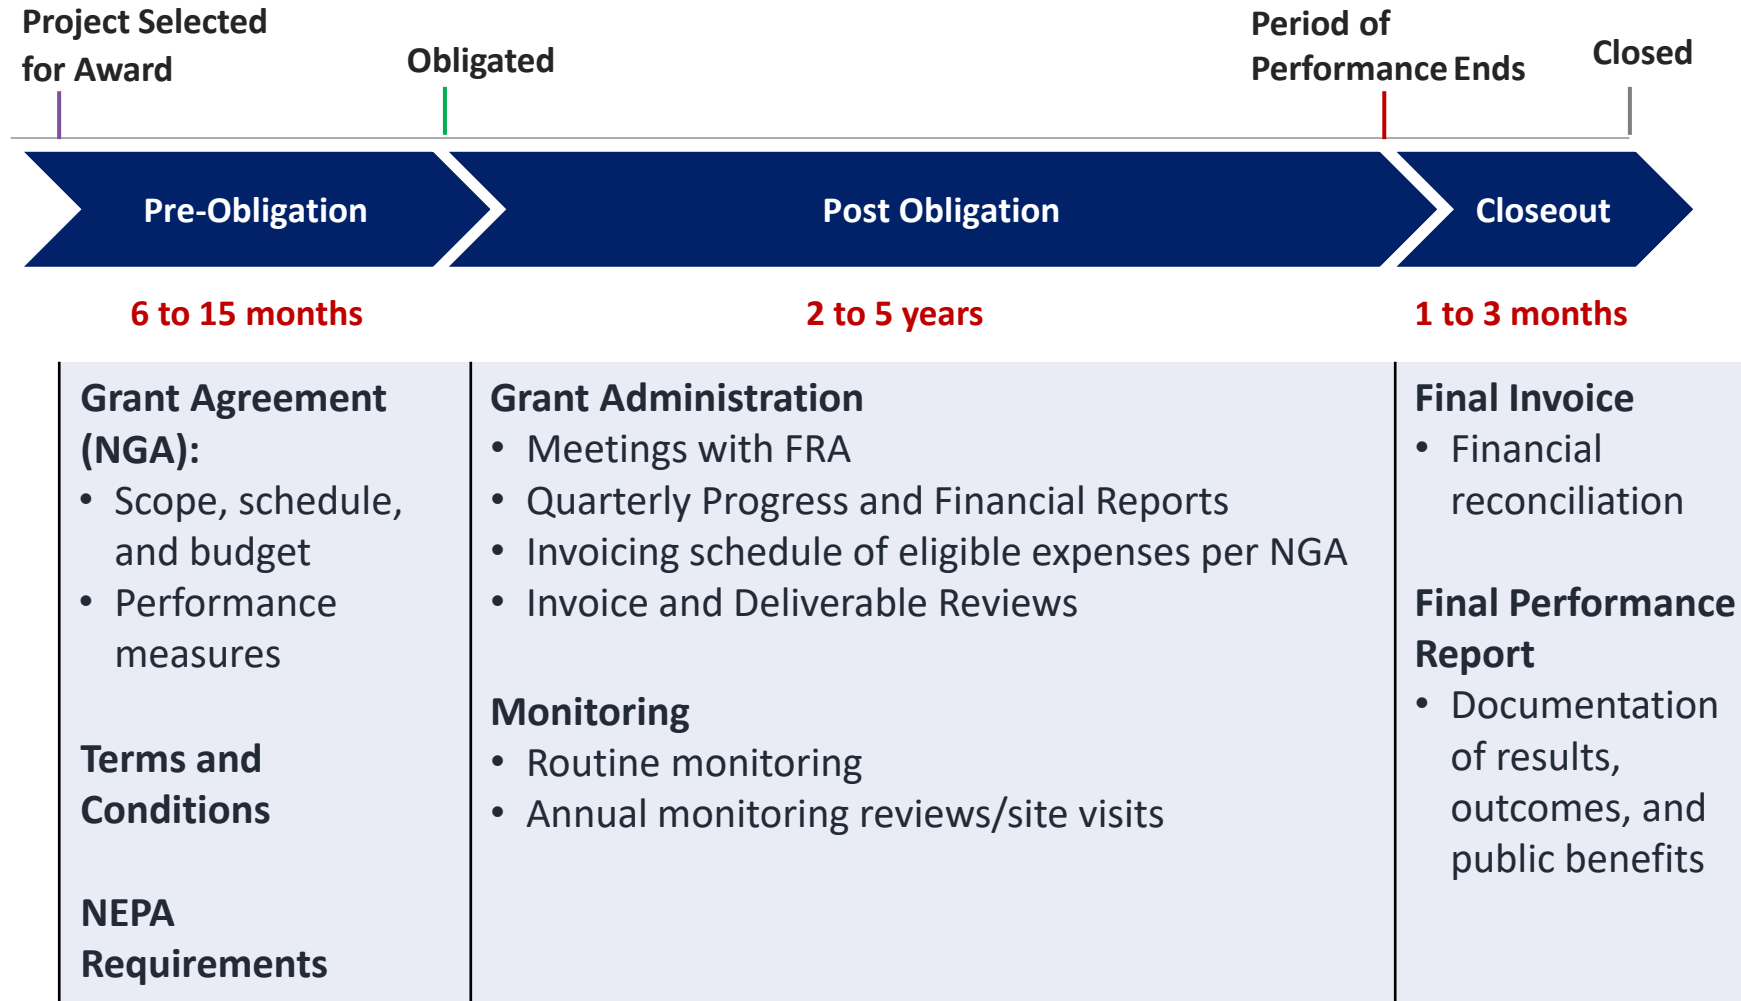 Project Selected
for Award
Obligated
Period of
Performance Ends
Closed
Pre-Obligation
Post Obligation
Closeout
6 to 15 months
2 to 5 years
1 to 3 months
Grant Agreement
(NGA):
• Scope, schedule,
and budget
• Performance
measures
Terms and
Conditions
NEPA
Requirements
Grant Administration
• Meetings with FRA
• Quarterly Progress and Financial Reports
• Invoicing schedule of eligible expenses per NGA
• Invoice and Deliverable Reviews
Monitoring
• Routine monitoring
• Annual monitoring reviews/site visits
Final Invoice
• Financial
reconciliation
Final Performance
Report
• Documentation
of results,
outcomes, and
public benefits